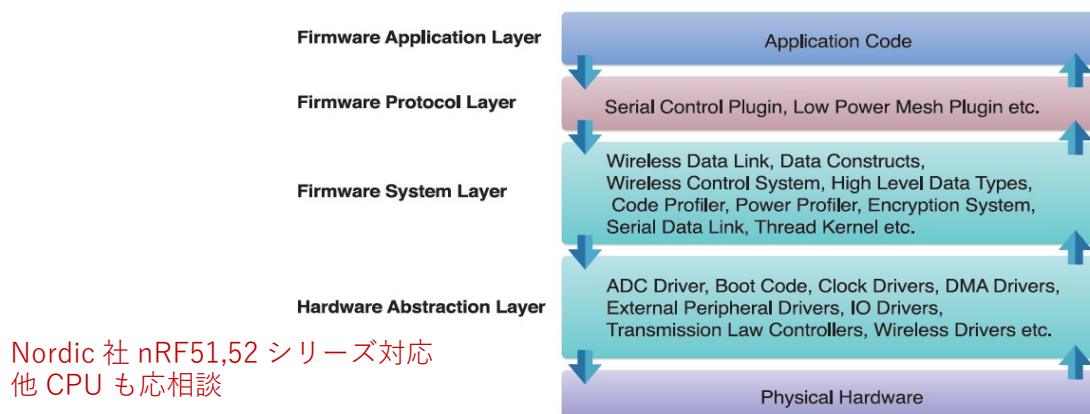 Firmware Application Layer
Application Code
Firmware Protocol Layer
Serial Control Plugin, Low Power Mesh Plugin etc.
Firmware System Layer
Wireless Data Link, Data Constructs,
Wireless Control System, High Level Data Types,
Code Profiler, Power Profiler, Encryption System,
Serial Data Link, Thread Kernel etc.
Hardware Abstraction Layer
ADC Driver, Boot Code, Clock Drivers, DMA Drivers,
External Peripheral Drivers, IO Drivers,
Transmission Law Controllers, Wireless Drivers etc.
Nordic 社 nRF51,52 シリーズ対応
他 CPU も応相談
Physical Hardware